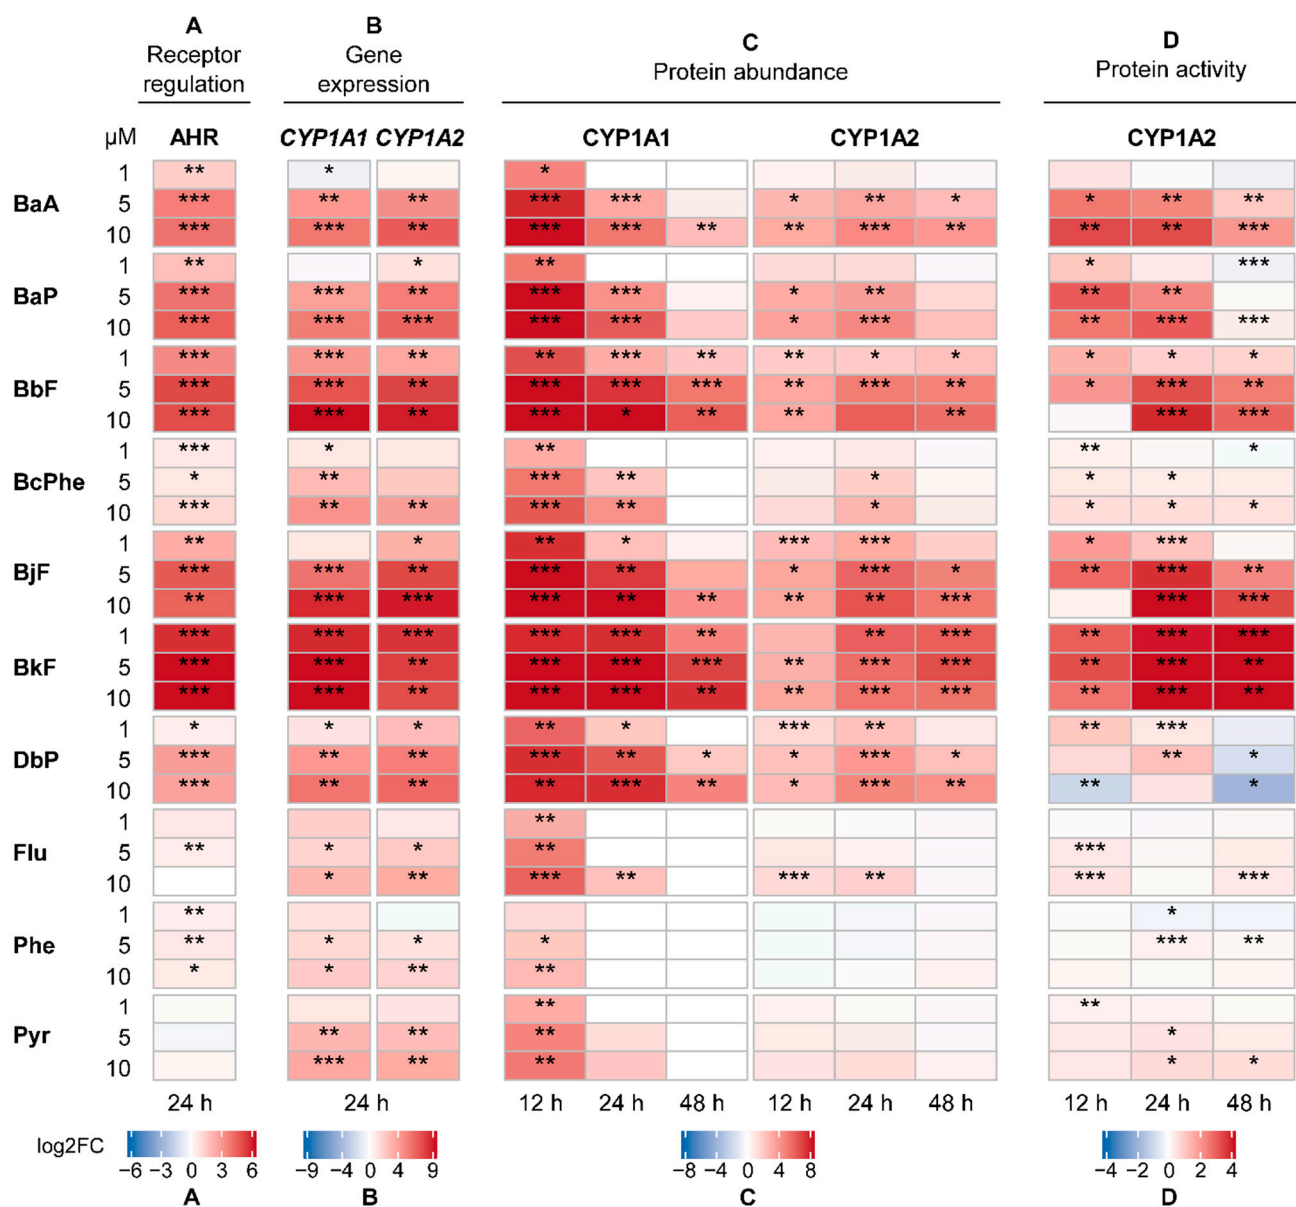 A B C D
Receptor Gene Protein abundance Protein activity
regulation expression
µM AHR CYP1A1 CYP1A2 CYP1A1 CYP1A2 CYP1A2
1 ** * *
BaA 5 *** ** ** *** *** * ** * * ** **
10 *** *** ** *** *** ** ** *** ** ** ** ***
1 ** * ** * ***
BaP 5 *** *** ** *** *** * ** ** **
10 *** *** *** *** *** * *** ** *** ***
1 *** *** ** ** *** ** ** * * * * *
BbF 5 *** *** ** *** *** *** ** *** ** * *** **
10 *** *** ** *** * ** ** ** *** ***
1 *** * ** ** *
BcPhe 5 * ** *** ** * * *
10 *** ** ** *** ** * * * *
1 ** * ** * *** *** * ***
BjF 5 *** *** ** *** ** * *** * ** *** **
10 ** *** *** *** ** ** ** ** *** *** ***
1 *** *** *** *** *** ** ** *** ** *** ***
BkF 5 *** *** ** *** *** *** ** *** *** ** *** **
10 *** *** ** *** *** ** ** *** *** ** *** **
1 * * * ** * *** ** ** ***
DbP 5 *** ** ** *** ** * * *** * ** *
10 *** ** ** ** *** ** * *** ** ** *
1 **
Flu 5 ** * * ** ***
10 * ** *** ** *** ** *** ***
1 ** *
Phe 5 ** * * * *** **
10 * * ** **
1 ** **
Pyr 5 ** ** ** *
10 *** ** ** * *
24 h 24 h 12 h 24 h 48 h 12 h 24 h 48 h 12 h 24 h 48 h
log2FC
−6 −3 0 3 6 −9 −4 0 4 9 −8 −4 0 4 8 −4 −2 0 2 4
A B C D